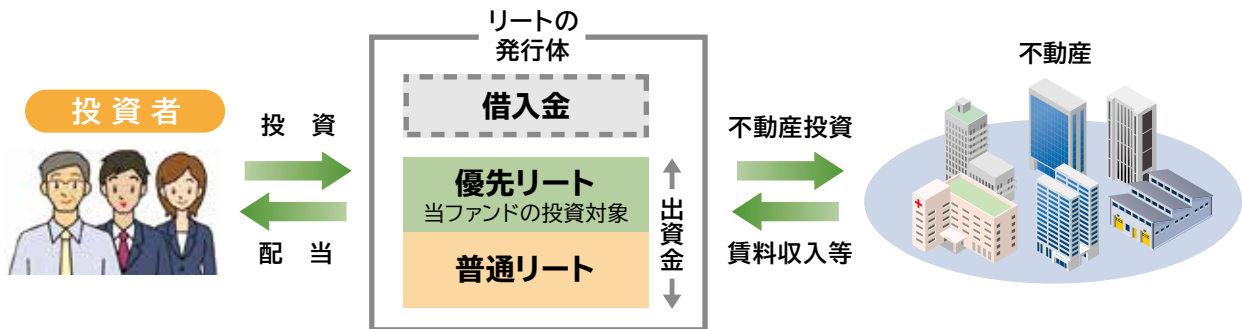 リートの
発行体
不動産
投資者
借入金
投 資
不動産投資
優先リート
当ファンドの投資対象
出資金
配 当
賃料収入等
普通リート